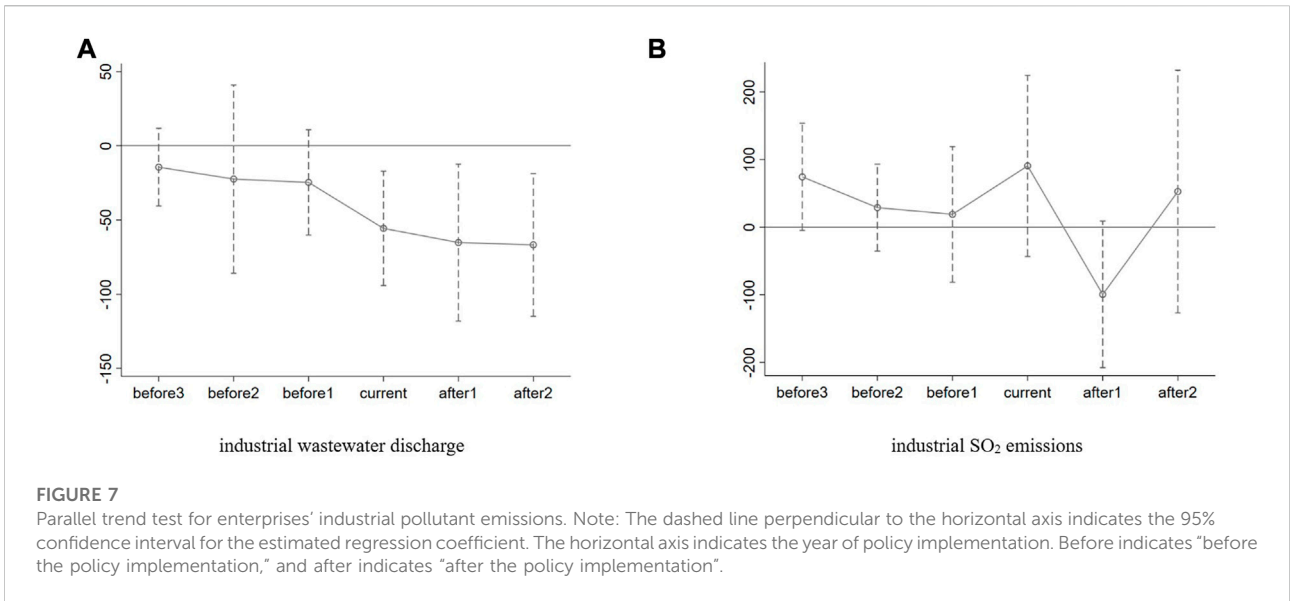 A
50
0
-50
-100
-150
before3 before2 before1 current after1 after2
industrial wastewater discharge
B
200
100
0
-100
-200
before3 before2 before1 current after1 after2
industrial SO₂ emissions
FIGURE 7
Parallel trend test for enterprises’ industrial pollutant emissions. Note: The dashed line perpendicular to the horizontal axis indicates the 95%
confidence interval for the estimated regression coefficient. The horizontal axis indicates the year of policy implementation. Before indicates “before
the policy implementation,” and after indicates “after the policy implementation”.